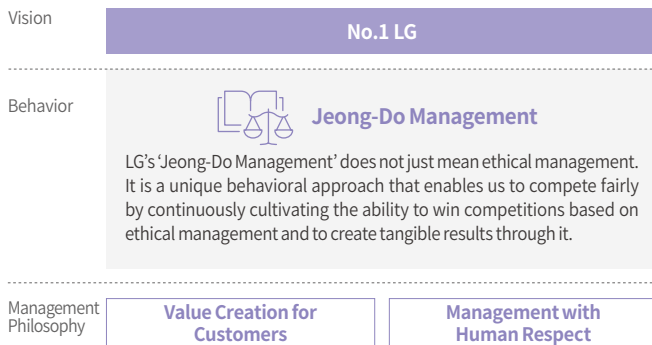 Vision
No.1 LG
Behavior
Jeong-Do Management
LG's 'Jeong-Do Management' does not just mean ethical management.
It is a unique behavioral approach that enables us to compete fairly
by continuously cultivating the ability to win competitions based on
ethical management and to create tangible results through it.
Management
Philosophy
Value Creation for
Customers
Management with
Human Respect